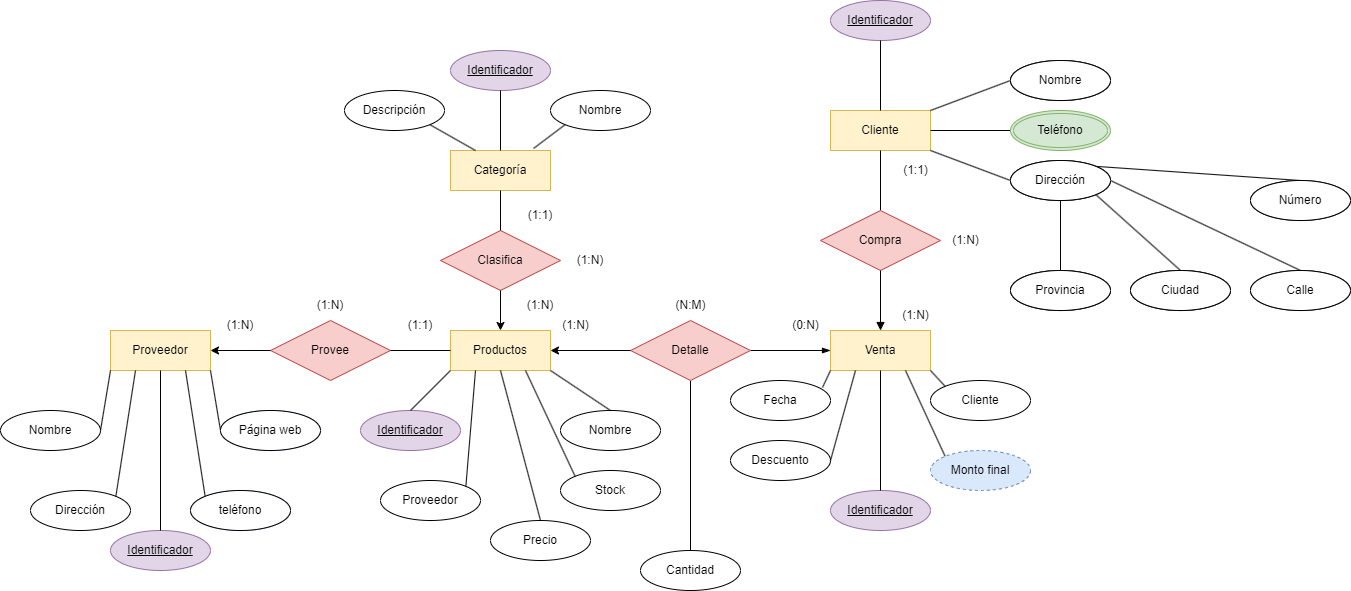 Identificador
Identificador
Nombre
Descripción
Nombre
Cliente
Teléfono
Categoría
(1:1)
Dirección
Número
(1:1)
Compra
(1:N)
Clasifica
(1:N)
Provincia
Ciudad
Calle
(1:N)
(1:N)
(N:M)
(1:N)
(1:N)
(1:1)
(1:N)
(0:N)
Proveedor
Provee
Productos
Detalle
Venta
Fecha
Cliente
Nombre
Página web
Identificador
Nombre
Descuento
Monto final
Stock
Proveedor
Dirección
teléfono
Identificador
Precio
Identificador
Cantidad